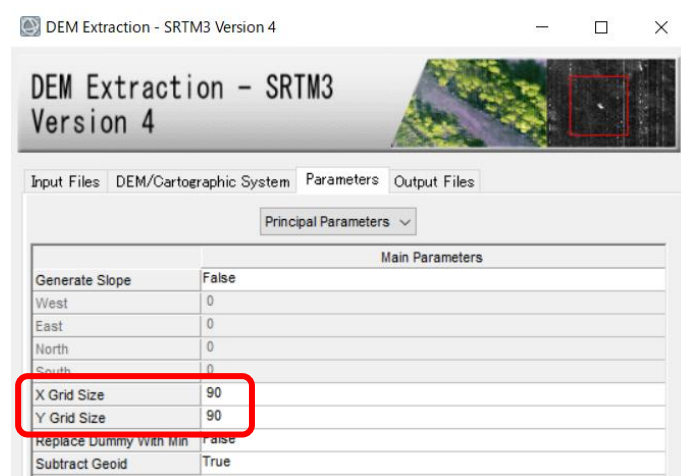 DEM Extraction - SRTM3 Version 4
DEM Extraction - SRTM3
Version 4
Input Files DEM/Cartographic System Parameters Output Files
Principal Parameters
Main Parameters
Generate Slope False
West 0
East 0
North 0
South 0
X Grid Size 90
Y Grid Size 90
Replace Dummy With Min False
Subtract Geoid True